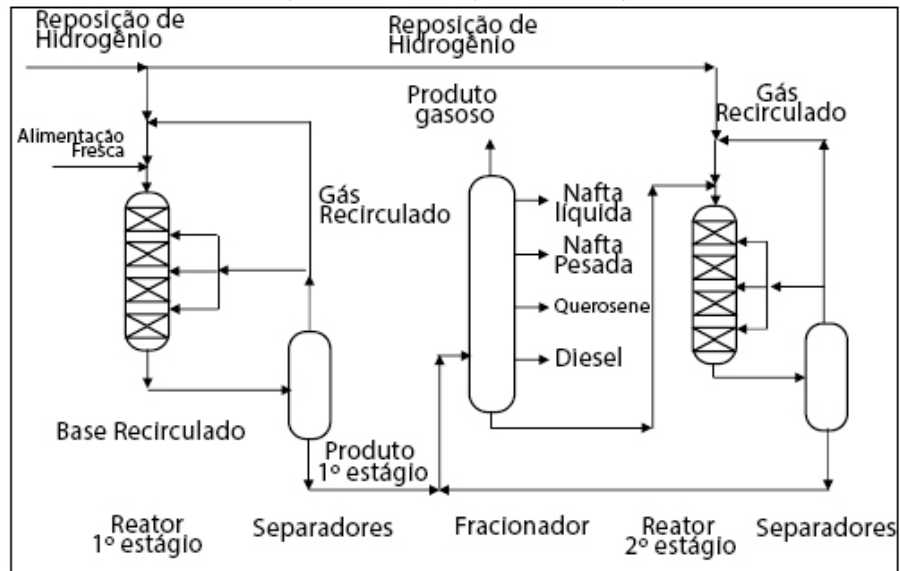 Reposição de
Hidrogênio
Reposição de
Hidrogênio
Produto
gasoso
Gás
Recirculado
Alimentação
Fresca
Gás
Recirculado
Nafta
líquida
Nafta
Pesada
Querosene
Diesel
Base Recirculado
Produto
1º estágio
Reator
1º estágio
Separadores
Fracionador
Reator
2º estágio
Separadores